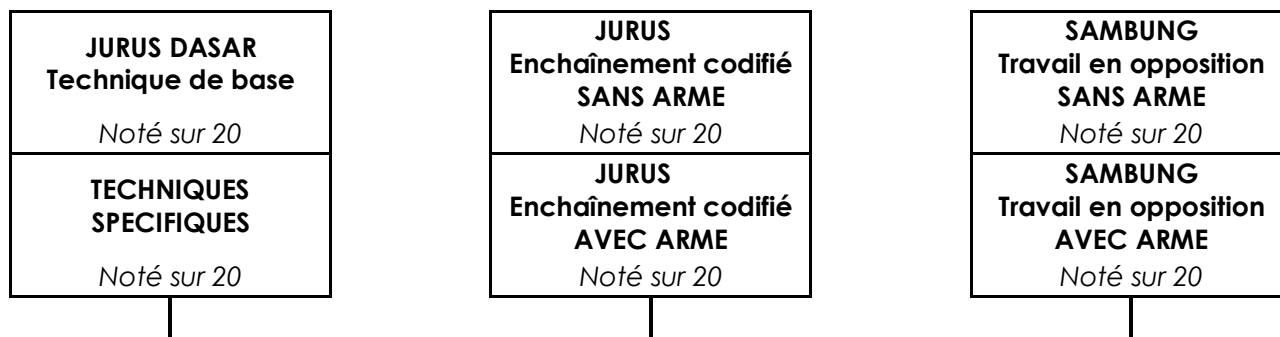 JURUS DASAR
Technique de base
Noté sur 20
TECHNIQUES
SPECIFIQUES
Noté sur 20
JURUS
Enchaînement codifié
SANS ARME
Noté sur 20
JURUS
Enchaînement codifié
AVEC ARME
Noté sur 20
SAMBUNG
Travail en opposition
SANS ARME
Noté sur 20
SAMBUNG
Travail en opposition
AVEC ARME
Noté sur 20